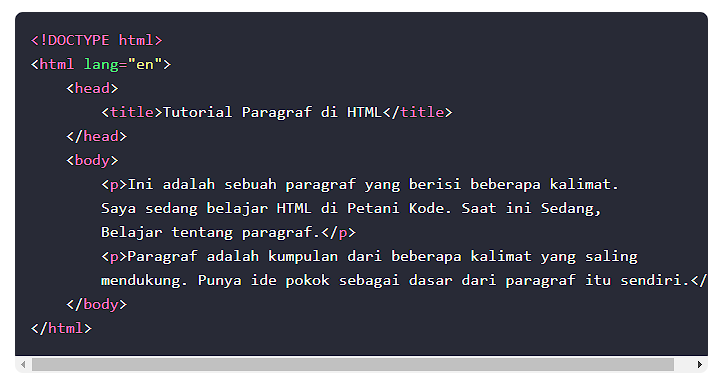 <!DOCTYPE html>
<html lang="en">
    <head>
        <title>Tutorial Paragraf di HTML</title>
    </head>
    <body>
        <p>Ini adalah sebuah paragraf yang berisi beberapa kalimat.
        Saya sedang belajar HTML di Petani Kode. Saat ini Sedang,
        Belajar tentang paragraf.</p>
        <p>Paragraf adalah kumpulan dari beberapa kalimat yang saling
        mendukung. Punya ide pokok sebagai dasar dari paragraf itu sendiri.</
    </body>
</html>